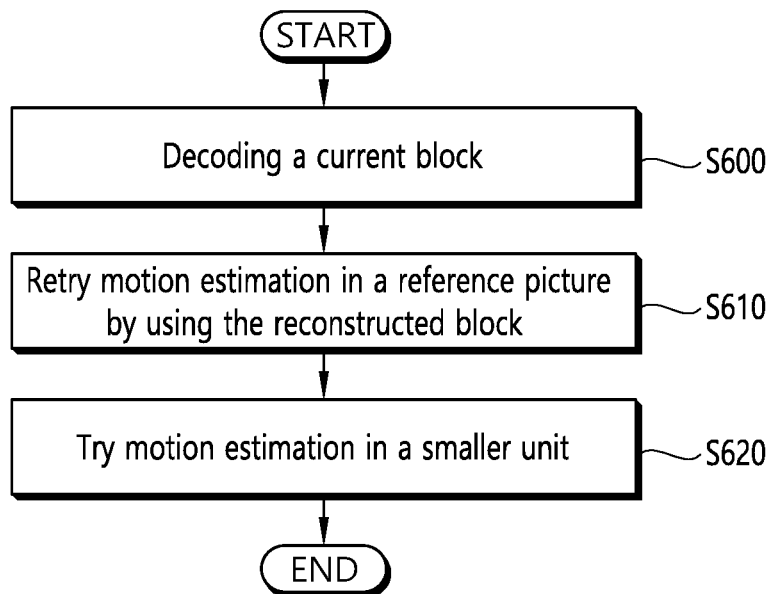 START
Decoding a current block
S600
Retry motion estimation in a reference picture
by using the reconstructed block
S610
Try motion estimation in a smaller unit
S620
END